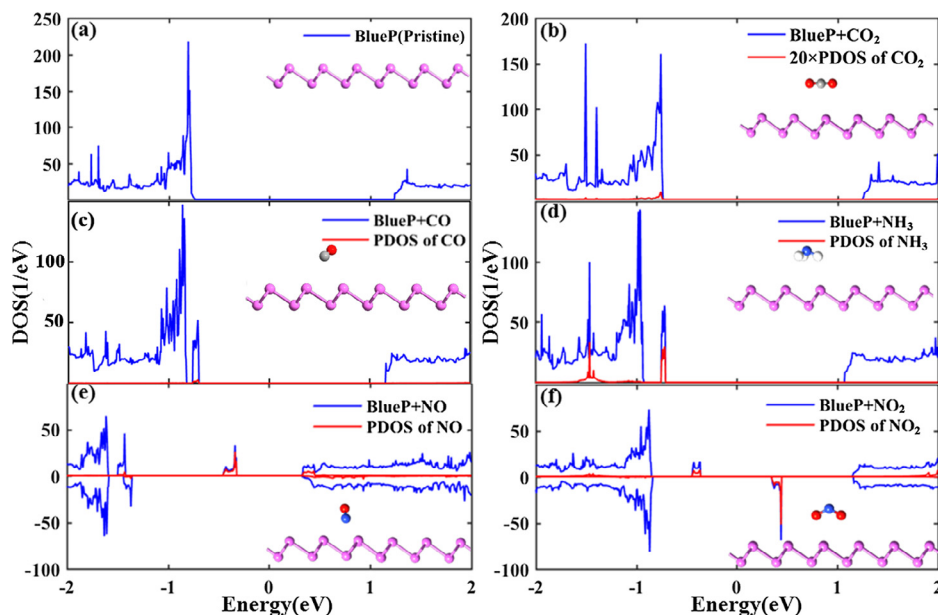 (a)
BlueP(Pristine)
250
200
150
100
50
(b)
BlueP+CO₂
20×PDOS of CO₂
200
150
100
50
(c)
BlueP+CO
PDOS of CO
100
50
(d)
BlueP+NH₃
PDOS of NH₃
100
50
(e)
BlueP+NO
PDOS of NO
50
0
-50
-100
(f)
BlueP+NO₂
PDOS of NO₂
50
0
-50
-100
DOS(1/eV)
DOS(1/eV)
-2 -1 0 1 2
-2 -1 0 1 2
Energy(eV)
Energy(eV)